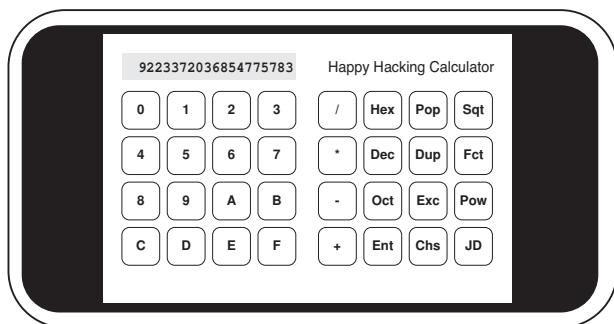 9223372036854775783 Happy Hacking Calculator
0 1 2 3 / Hex Pop Sqt
4 5 6 7 * Dec Dup Fct
8 9 A B - Oct Exc Pow
C D E F + Ent Chs JD